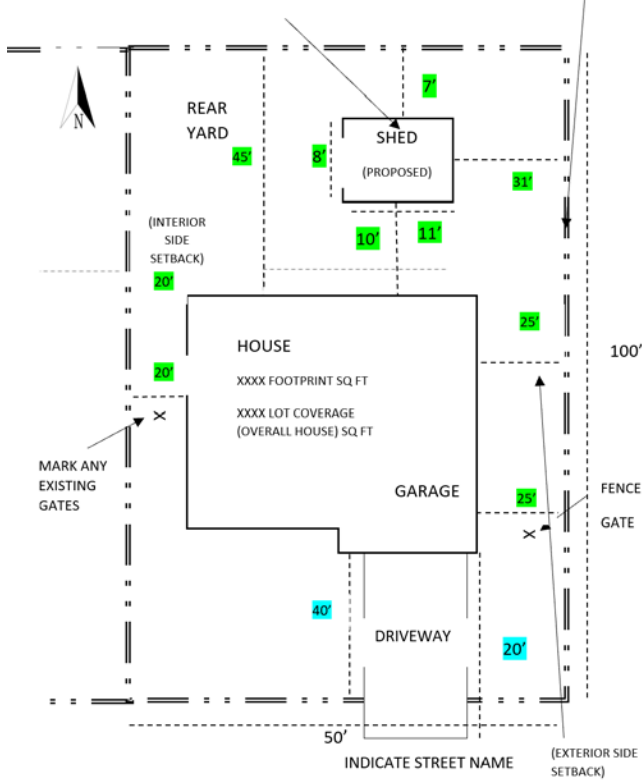 7'
REAR
YARD
SHED
45'
8'
(PROPOSED)
31'
N
(INTERIOR
SIDE
SETBACK)
10'
11'
20'
25'
HOUSE
100'
20'
XXXX FOOTPRINT SQ FT
XXXX LOT COVERAGE
(OVERALL HOUSE) SQ FT
X
MARK ANY
EXISTING
GATES
GARAGE
25'
FENCE
GATE
X
40'
DRIVEWAY
20'
50'
INDICATE STREET NAME
(EXTERIOR SIDE
SETBACK)